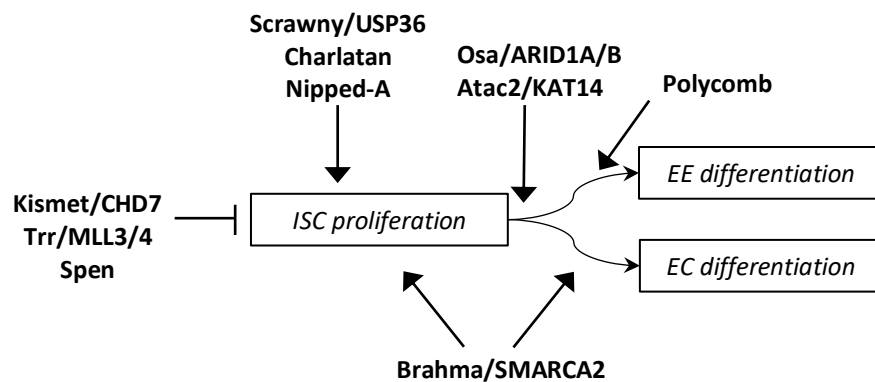 Scrawny/USP36
Charlatan
Nipped-A
Osa/ARID1A/B
Atac2/KAT14
Polycomb
EE differentiation
Kismet/CHD7
Trr/MLL3/4
Spen
ISC proliferation
EC differentiation
Brahma/SMARCA2